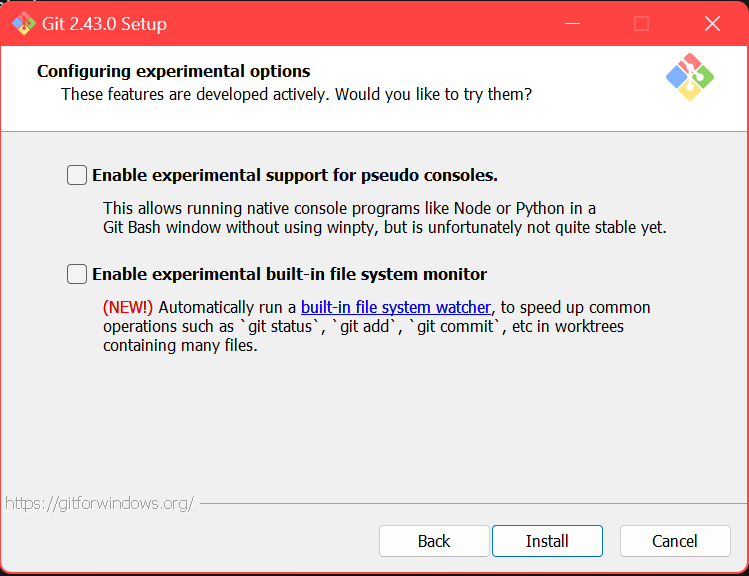 Git 2.43.0 Setup
Configuring experimental options
These features are developed actively. Would you like to try them?
Enable experimental support for pseudo consoles.
This allows running native console programs like Node or Python in a
Git Bash window without using winpty, but is unfortunately not quite stable yet.
Enable experimental built-in file system monitor
(NEW!) Automatically run a built-in file system watcher, to speed up common
operations such as `git status`, `git add`, `git commit`, etc in worktrees
containing many files.
https://gitforwindows.org/
Back Install Cancel